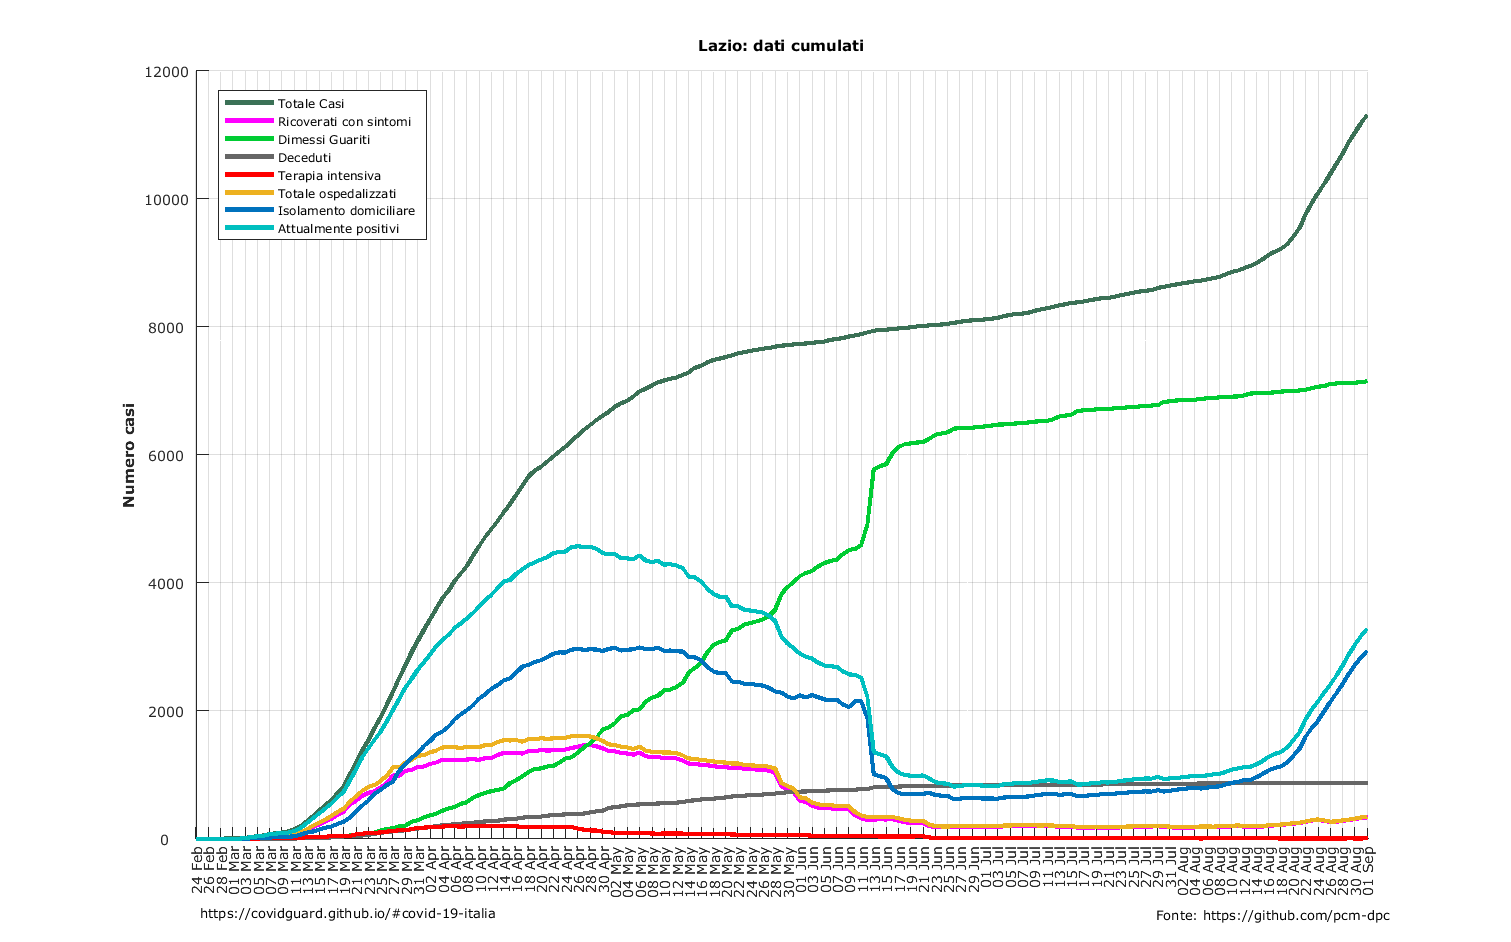 Lazio: dati cumulati
12000
10000
8000
6000
4000
2000
0
Numero casi
Totale Casi
Ricoverati con sintomi
Dimessi Guariti
Deceduti
Terapia intensiva
Totale ospedalizzati
Isolamento domiciliare
Attualmente positivi
24 Feb
26 Feb
28 Feb
01 Mar
03 Mar
05 Mar
07 Mar
09 Mar
11 Mar
13 Mar
15 Mar
17 Mar
19 Mar
21 Mar
23 Mar
25 Mar
27 Mar
29 Mar
31 Mar
02 Apr
04 Apr
06 Apr
08 Apr
10 Apr
12 Apr
14 Apr
16 Apr
18 Apr
20 Apr
22 Apr
24 Apr
26 Apr
28 Apr
30 Apr
02 May
04 May
06 May
08 May
10 May
12 May
14 May
16 May
18 May
20 May
22 May
24 May
26 May
28 May
30 May
01 Jun
03 Jun
05 Jun
07 Jun
09 Jun
11 Jun
13 Jun
15 Jun
17 Jun
19 Jun
21 Jun
23 Jun
25 Jun
27 Jun
29 Jun
01 Jul
03 Jul
05 Jul
07 Jul
09 Jul
11 Jul
13 Jul
15 Jul
17 Jul
19 Jul
21 Jul
23 Jul
25 Jul
27 Jul
29 Jul
31 Jul
02 Aug
04 Aug
06 Aug
08 Aug
10 Aug
12 Aug
14 Aug
16 Aug
18 Aug
20 Aug
22 Aug
24 Aug
26 Aug
28 Aug
30 Aug
01 Sep
https://covidguard.github.io/#covid-19-italia
Fonte: https://github.com/pcm-dpc